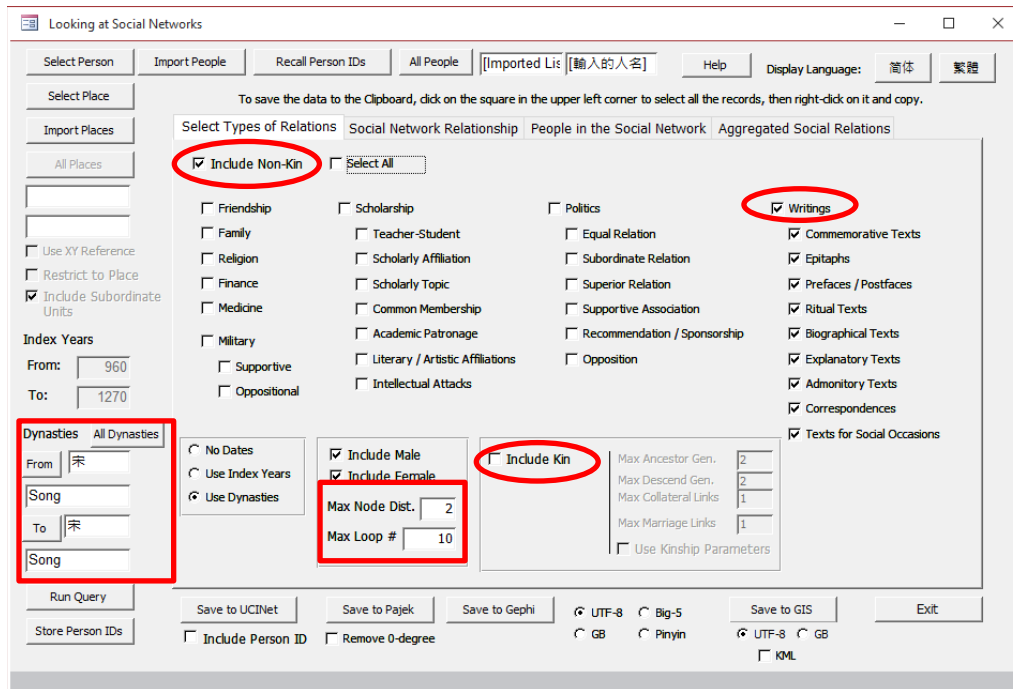 Looking at Social Networks
Select Person Import People Recall Person IDs All People [Imported Lis [輸入的人名] Help Display Language: 简体 繁體
Select Place
To save the data to the Clipboard, click on the square in the upper left corner to select all the records, then right-click on it and copy.
Import Places
Select Types of Relations Social Network Relationship People in the Social Network Aggregated Social Relations
All Places
Include Non-Kin Select All
Friendship Scholarship Politics Writings
Family Teacher-Student Equal Relation Commemorative Texts
Use XY Reference
Religion Scholarly Affiliation Subordinate Relation Epitaphs
Restrict to Place
Finance Scholarly Topic Superior Relation Prefaces / Postfaces
Include Subordinate
Units
Medicine Common Membership Supportive Association Ritual Texts
Index Years
Military Academic Patronage Recommendation / Sponsorship Biographical Texts
From: 960
Supportive Literary / Artistic Affiliations Opposition Explanatory Texts
To: 1270
Oppositional Intellectual Attacks Admonitory Texts
Correspondences
Dynasties All Dynasties
Texts for Social Occasions
From 宋
Song
To 宋
Song
No Dates
Use Index Years
Use Dynasties
Include Male
Include Female
Max Node Dist. 2
Max Loop # 10
Include Kin
Max Ancestor Gen. 2
Max Descend Gen. 2
Max Collateral Links 1
Max Marriage Links 1
Use Kinship Parameters
Run Query
Store Person IDs
Save to UCINet Save to Pajek Save to Gephi UTF-8 Big-5 Save to GIS Exit
Include Person ID Remove 0-degree GB Pinyin UTF-8 GB
KML